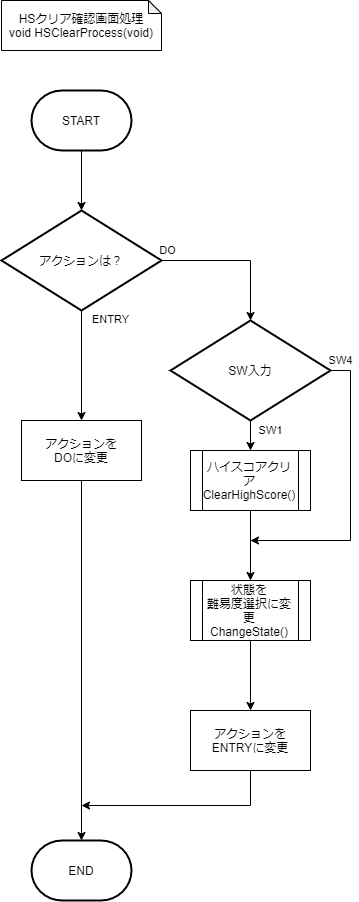 HSクリア確認画面処理
void HSClearProcess(void)
START
アクションは？
DO
ENTRY
SW入力
SW4
SW1
アクションを
DOに変更
ハイスコアクリ
ア
ClearHighScore()
状態を
難易度選択に変
更
ChangeState()
アクションを
ENTRYに変更
END